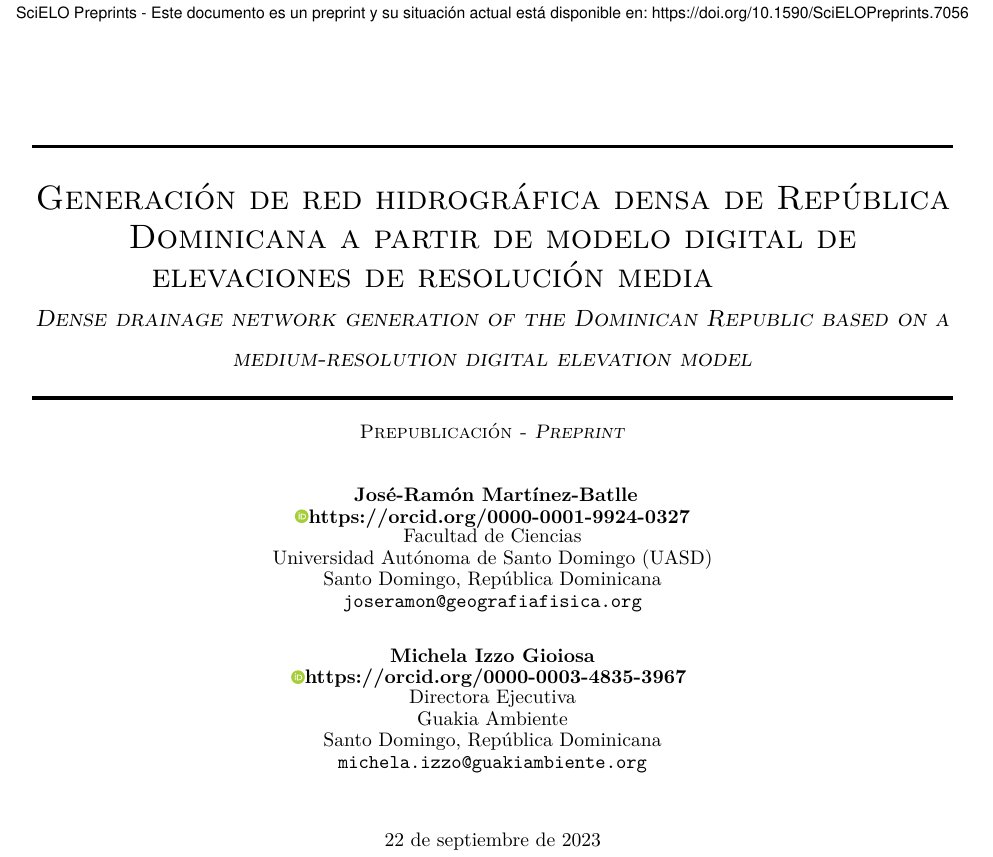 SciELO Preprints - Este documento es un preprint y su situación actual está disponible en: https://doi.org/10.1590/SciELOPreprints.7056
Generación de red hidrográfica densa de República
Dominicana a partir de modelo digital de
elevaciones de resolución media
Dense drainage network generation of the Dominican Republic based on a
medium-resolution digital elevation model
Prepublicación - Preprint
José-Ramón Martínez-Batlle
iD https://orcid.org/0000-0001-9924-0327
Facultad de Ciencias
Universidad Autónoma de Santo Domingo (UASD)
Santo Domingo, República Dominicana
joseramon@geografiafisica.org
Michela Izzo Gioiosa
iD https://orcid.org/0000-0003-4835-3967
Directora Ejecutiva
Guakia Ambiente
Santo Domingo, República Dominicana
michela.izzo@guakiambiente.org
22 de septiembre de 2023